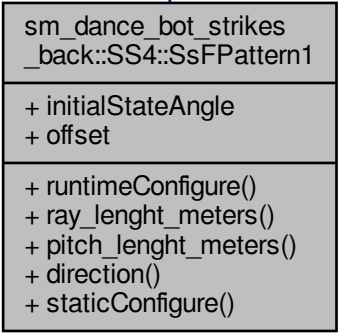 sm_dance_bot_strikes
_back::SS4::SsFPattern1
+ initialStateAngle
+ offset
+ runtimeConfigure()
+ ray_lenght_meters()
+ pitch_lenght_meters()
+ direction()
+ staticConfigure()